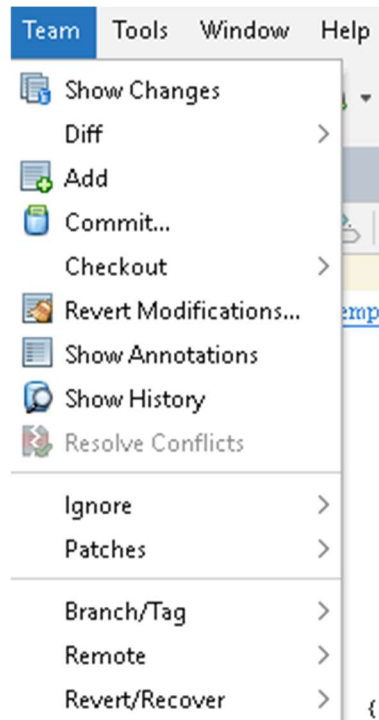 Team Tools Window Help
Show Changes
Diff
Add
Commit...
Checkout
Revert Modifications...
emp
Show Annotations
Show History
Resolve Conflicts
Ignore
Patches
Branch/Tag
Remote
Revert/Recover
{